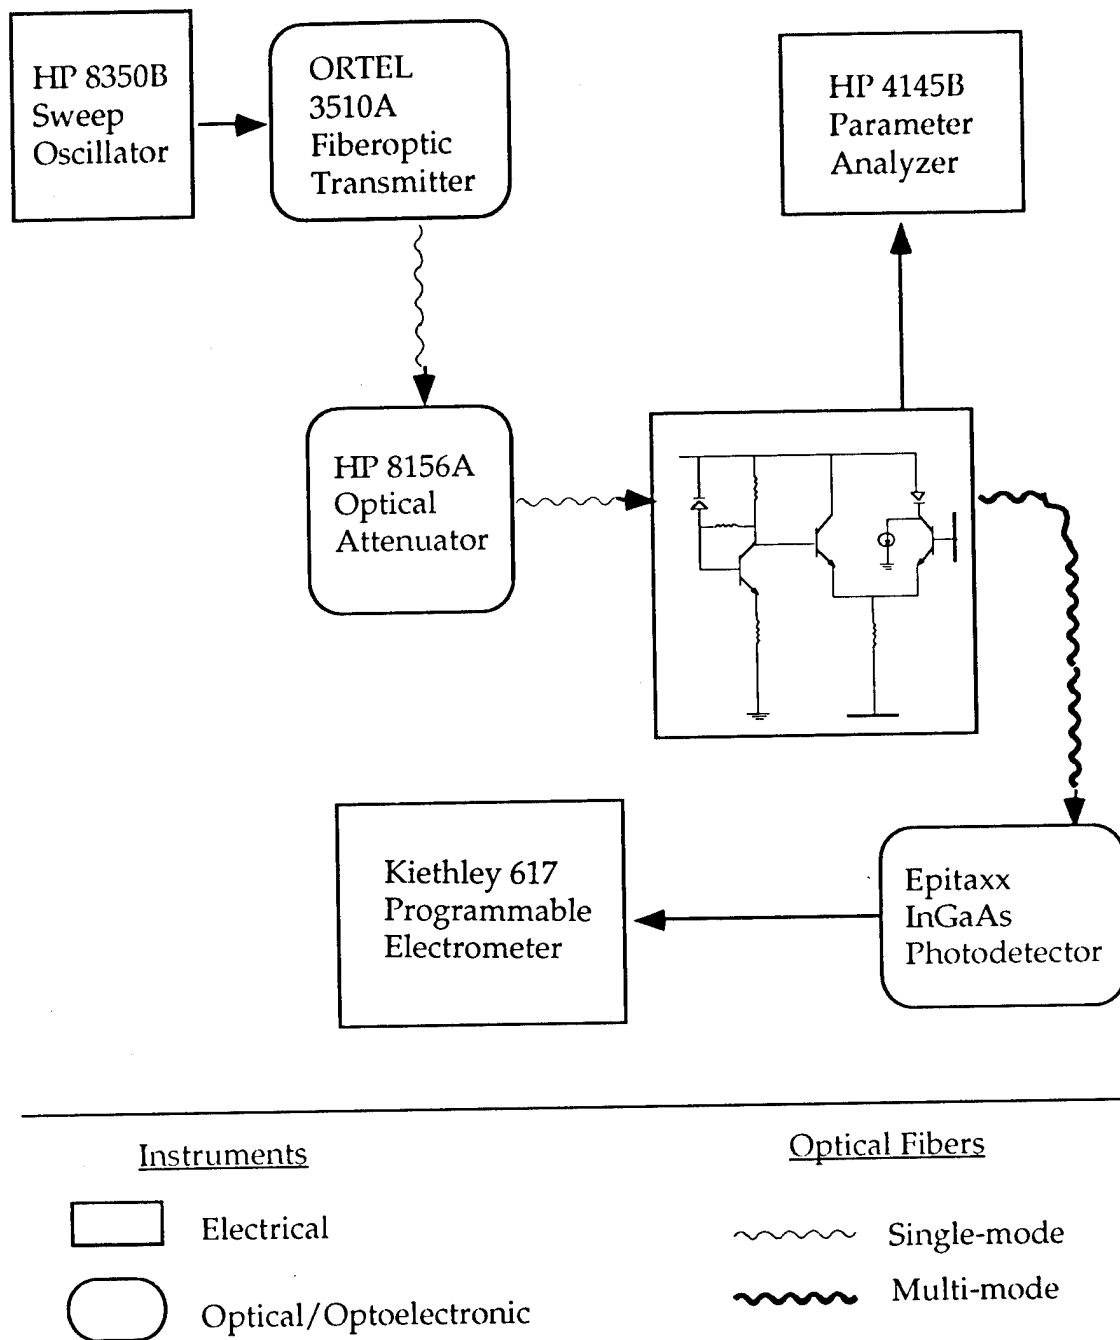 HP 8350B
Sweep
Oscillator
ORTEL
3510A
Fiberoptic
Transmitter
HP 4145B
Parameter
Analyzer
HP 8156A
Optical
Attenuator
Kiethley 617
Programmable
Electrometer
Epitaxx
InGaAs
Photodetector
Instruments
Electrical
Optical/Optoelectronic
Optical Fibers
Single-mode
Multi-mode